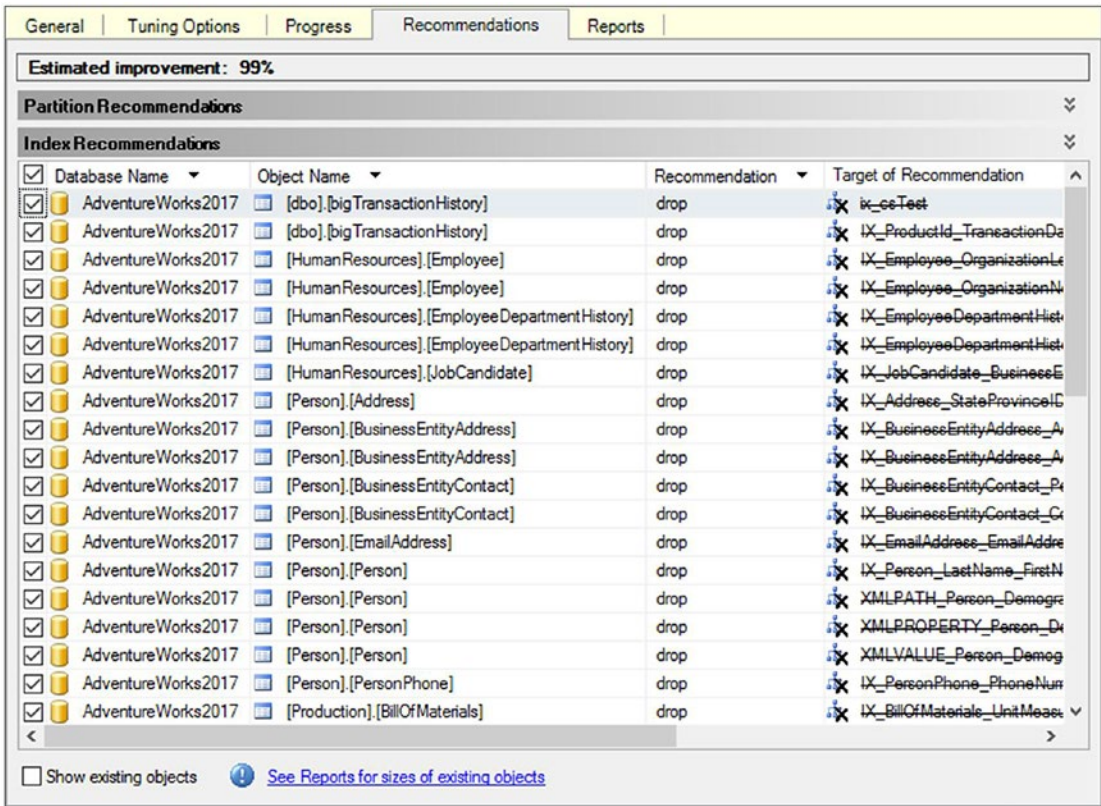 General Tuning Options Progress Recommendations Reports
Estimated improvement: 99%
Partition Recommendations
Index Recommendations
Database Name Object Name Recommendation Target of Recommendation
AdventureWorks2017 [dbo].[bigTransactionHistory] drop ix_csTest
AdventureWorks2017 [dbo].[bigTransactionHistory] drop IX_ProductId_TransactionDa
AdventureWorks2017 [HumanResources].[Employee] drop IX_Employee_OrganizationLe
AdventureWorks2017 [HumanResources].[Employee] drop IX_Employee_OrganizationN
AdventureWorks2017 [HumanResources].[EmployeeDepartmentHistory] drop IX_EmployeeDepartmentHist
AdventureWorks2017 [HumanResources].[EmployeeDepartmentHistory] drop IX_EmployeeDepartmentHist
AdventureWorks2017 [HumanResources].[JobCandidate] drop IX_JobCandidate_BusinessE
AdventureWorks2017 [Person].[Address] drop IX_Address_StateProvinceID
AdventureWorks2017 [Person].[BusinessEntityAddress] drop IX_BusinessEntityAddress_A
AdventureWorks2017 [Person].[BusinessEntityAddress] drop IX_BusinessEntityAddress_A
AdventureWorks2017 [Person].[BusinessEntityContact] drop IX_BusinessEntityContact_Pe
AdventureWorks2017 [Person].[BusinessEntityContact] drop IX_BusinessEntityContact_Co
AdventureWorks2017 [Person].[EmailAddress] drop IX_EmailAddress_EmailAddre
AdventureWorks2017 [Person].[Person] drop IX_Person_LastName_FirstN
AdventureWorks2017 [Person].[Person] drop XMLPATH_Person_Demogra
AdventureWorks2017 [Person].[Person] drop XMLPROPERTY_Person_De
AdventureWorks2017 [Person].[Person] drop XMLVALUE_Person_Demog
AdventureWorks2017 [Person].[PersonPhone] drop IX_PersonPhone_PhoneNum
AdventureWorks2017 [Production].[BillOfMaterials] drop IX_BillOfMaterials_UnitMeasu
Show existing objects See Reports for sizes of existing objects